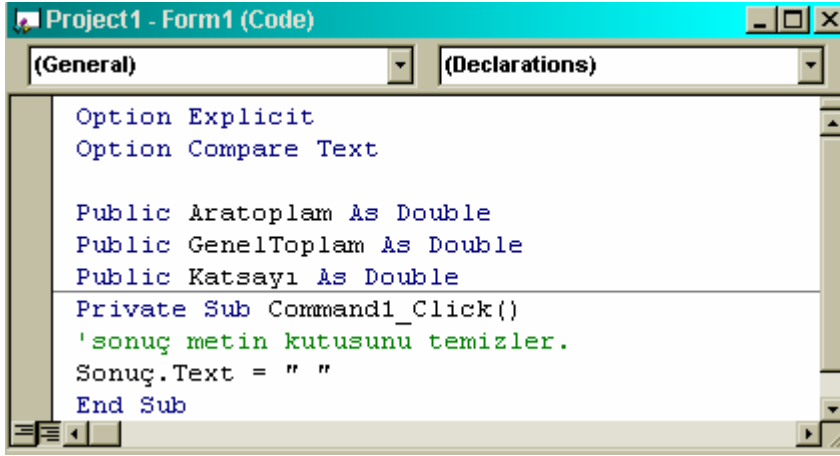 Project1 - Form1 (Code)
(General) (Declarations)
Option Explicit
Option Compare Text
Public Aratoplam As Double
Public GenelToplam As Double
Public Katsayı As Double
Private Sub Command1_Click()
'sonuç metin kutusunu temizler.
Sonuç.Text = " "
End Sub